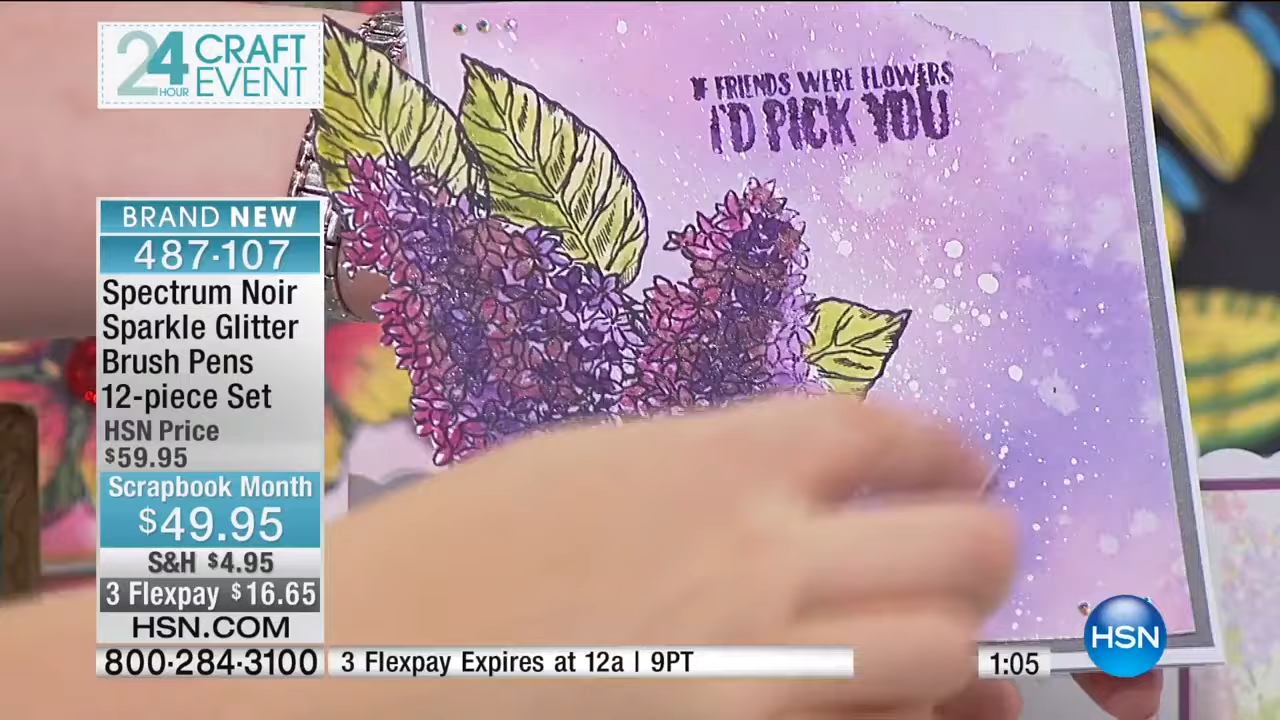 24 HOUR CRAFT EVENT
BRAND NEW
487-107
Spectrum Noir
Sparkle Glitter
Brush Pens
12-piece Set
HSN Price
$59.95
Scrapbook Month
$49.95
S&H $4.95
3 Flexpay $16.65
HSN.COM
800·284·3100
3 Flexpay Expires at 12a | 9PT
1:05
HSN
IF FRIENDS WERE FLOWERS
I'D PICK YOU